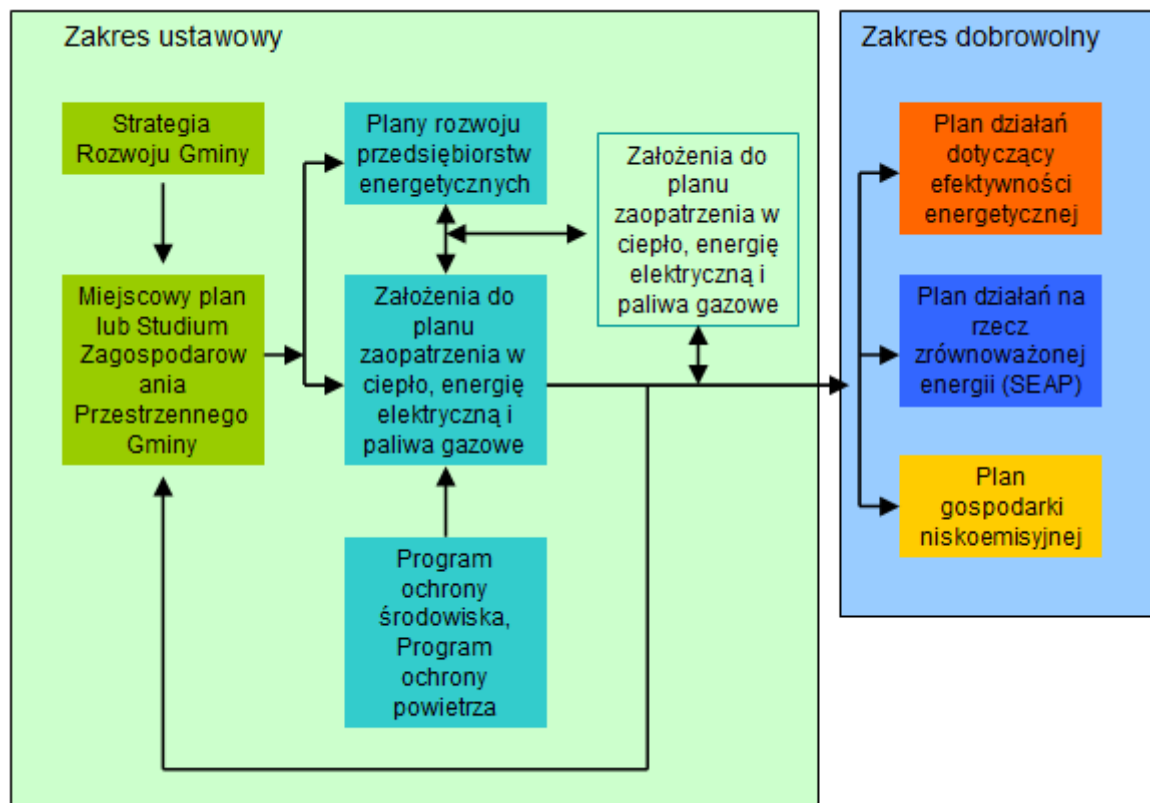 Zakres ustawowy
Strategia
Rozwoju Gminy
Miejscowy plan
lub Studium
Zagospodarow
ania
Przestrzennego
Gminy
Plany rozwoju
przedsiębiorstw
energetycznych
Założenia do
planu
zaopatrzenia w
ciepło, energię
elektryczną i
paliwa gazowe
Program
ochrony
środowiska,
Program
ochrony
powietrza
Założenia do
planu
zaopatrzenia w
ciepło, energię
elektryczną i
paliwa gazowe
Zakres dobrowolny
Plan działań
dotyczący
efektywności
energetycznej
Plan działań na
rzecz
zrównoważonej
energii (SEAP)
Plan
gospodarki
niskoemisyjnej